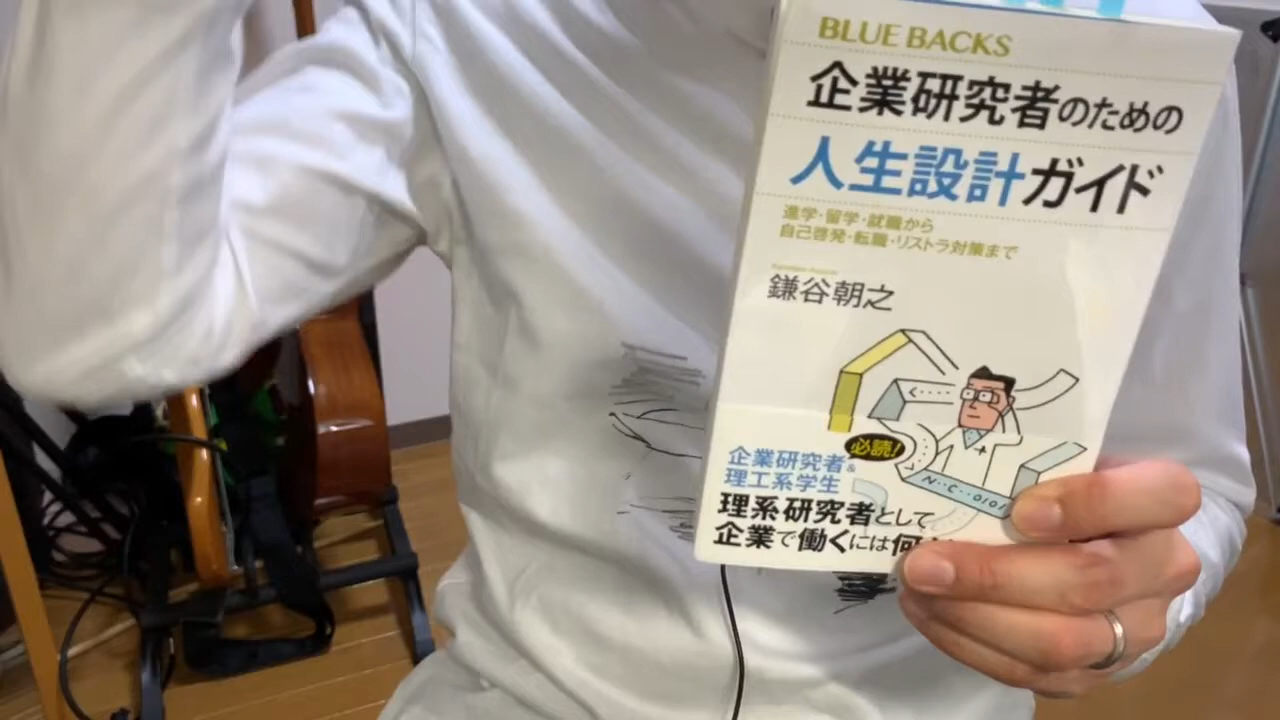 BLUE BACKS
企業研究者のための
人生設計ガイド
進学・留学・就職から
自己啓発・転職・リストラ対策まで
鎌谷朝之
必読!
企業研究者&
理工系学生
理系研究者として
企業で働くには何
N・・C・・0101